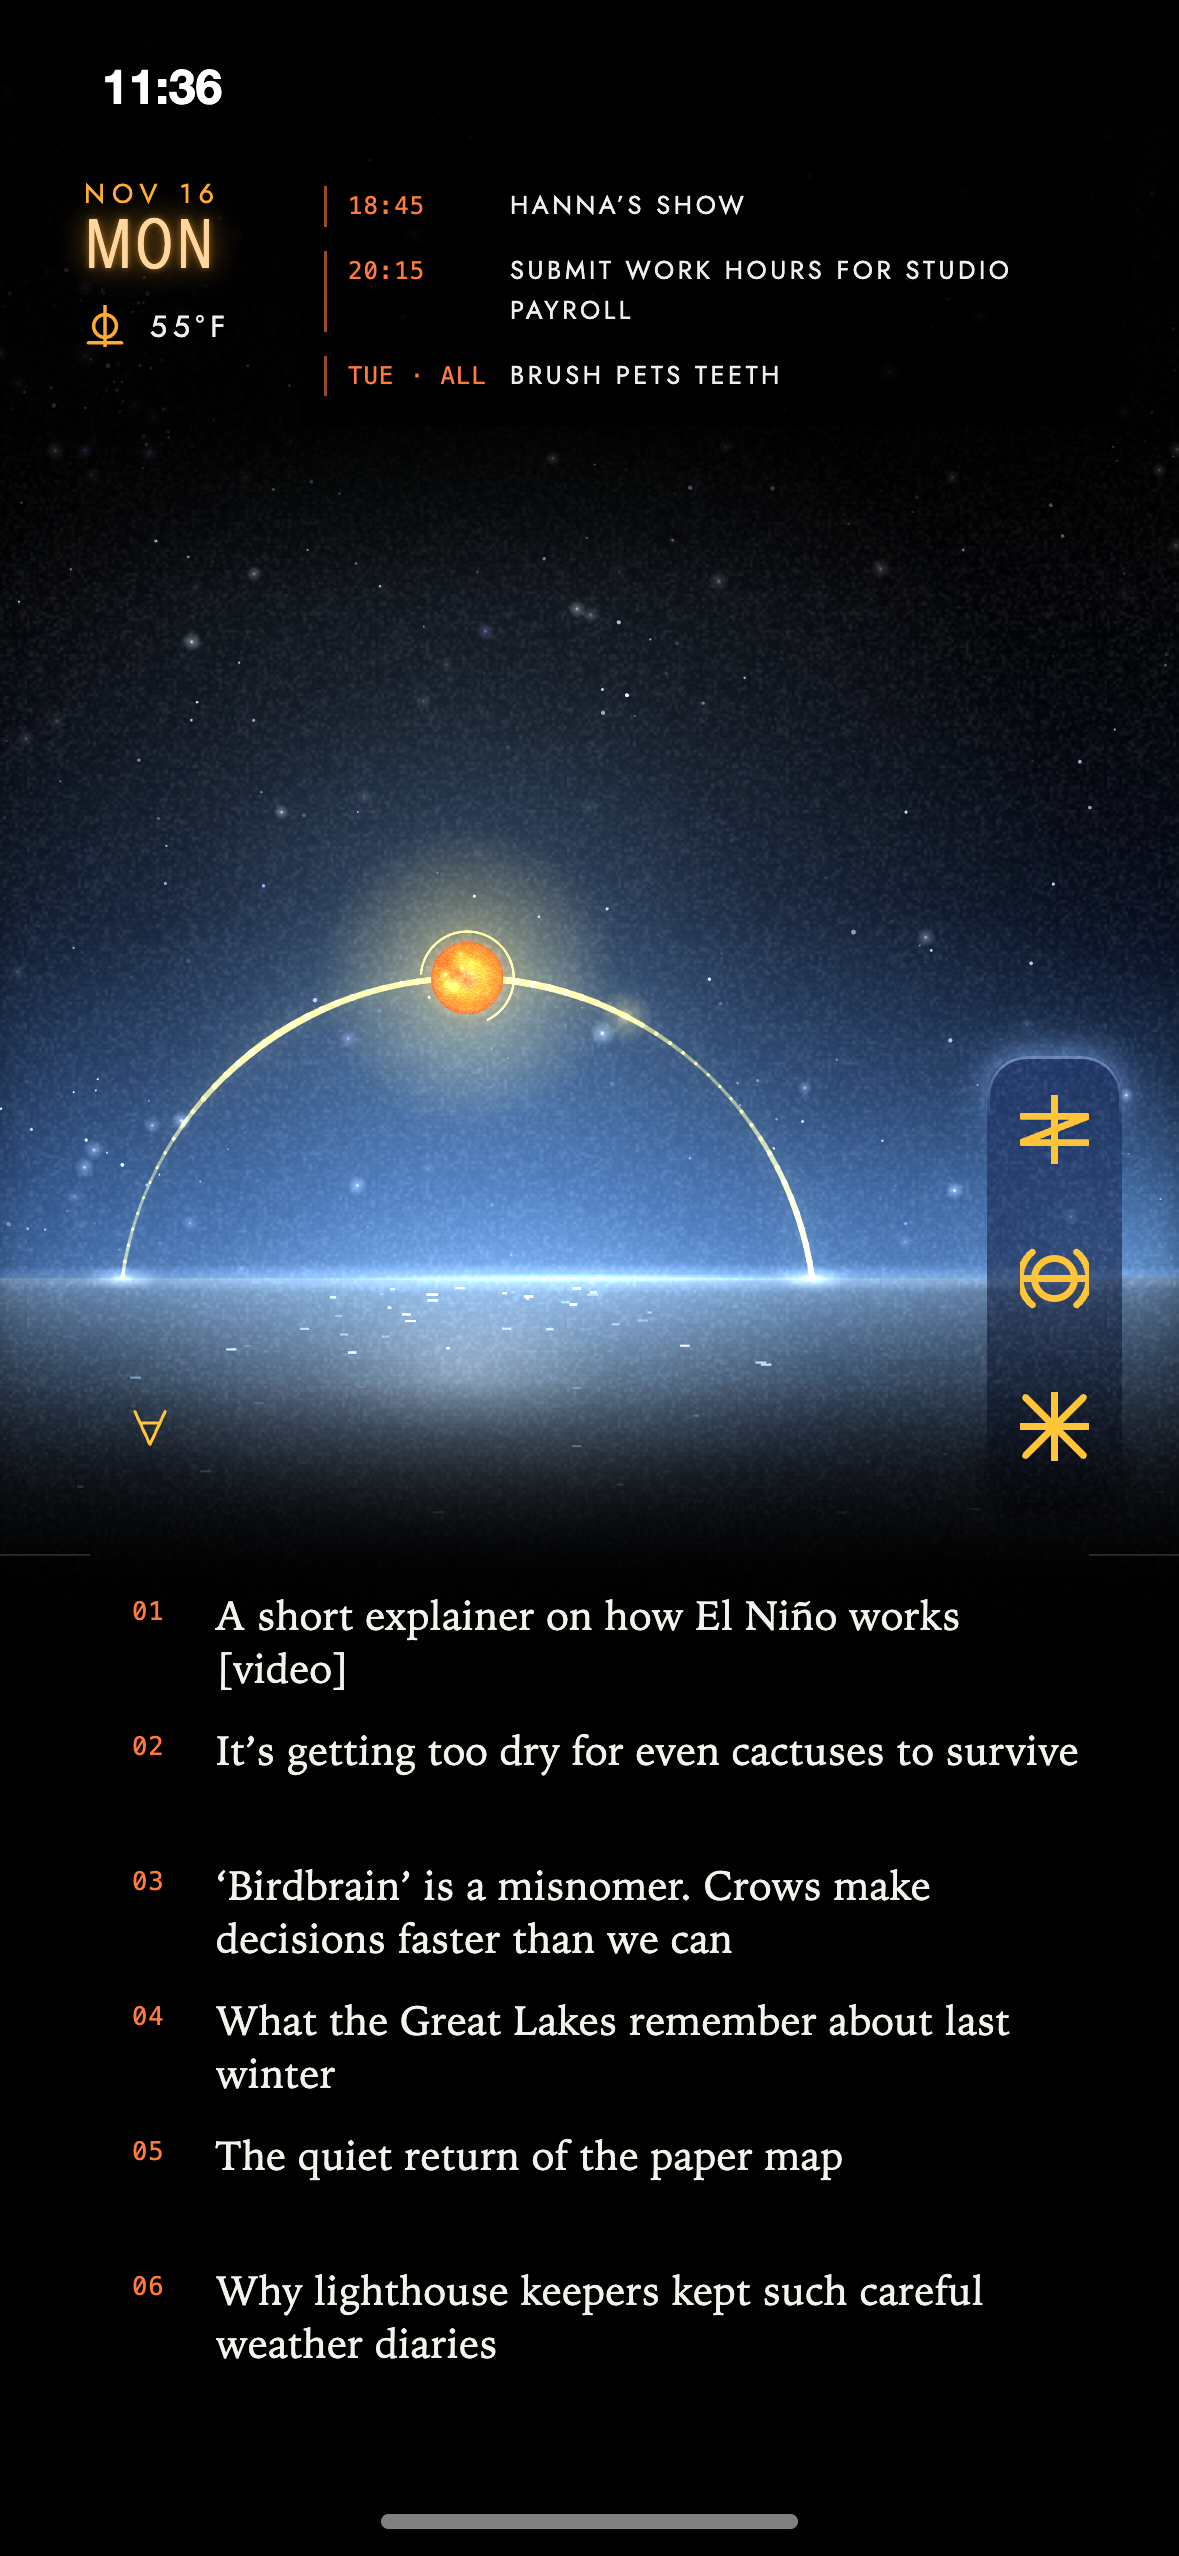 11:36
NOV 16
MON
55°F
18:45 HANNA’S SHOW
20:15 SUBMIT WORK HOURS FOR STUDIO
PAYROLL
TUE · ALL BRUSH PETS TEETH
01 A short explainer on how El Niño works
[video]
02 It’s getting too dry for even cactuses to survive
03 ‘Birdbrain’ is a misnomer. Crows make
decisions faster than we can
04 What the Great Lakes remember about last
winter
05 The quiet return of the paper map
06 Why lighthouse keepers kept such careful
weather diaries